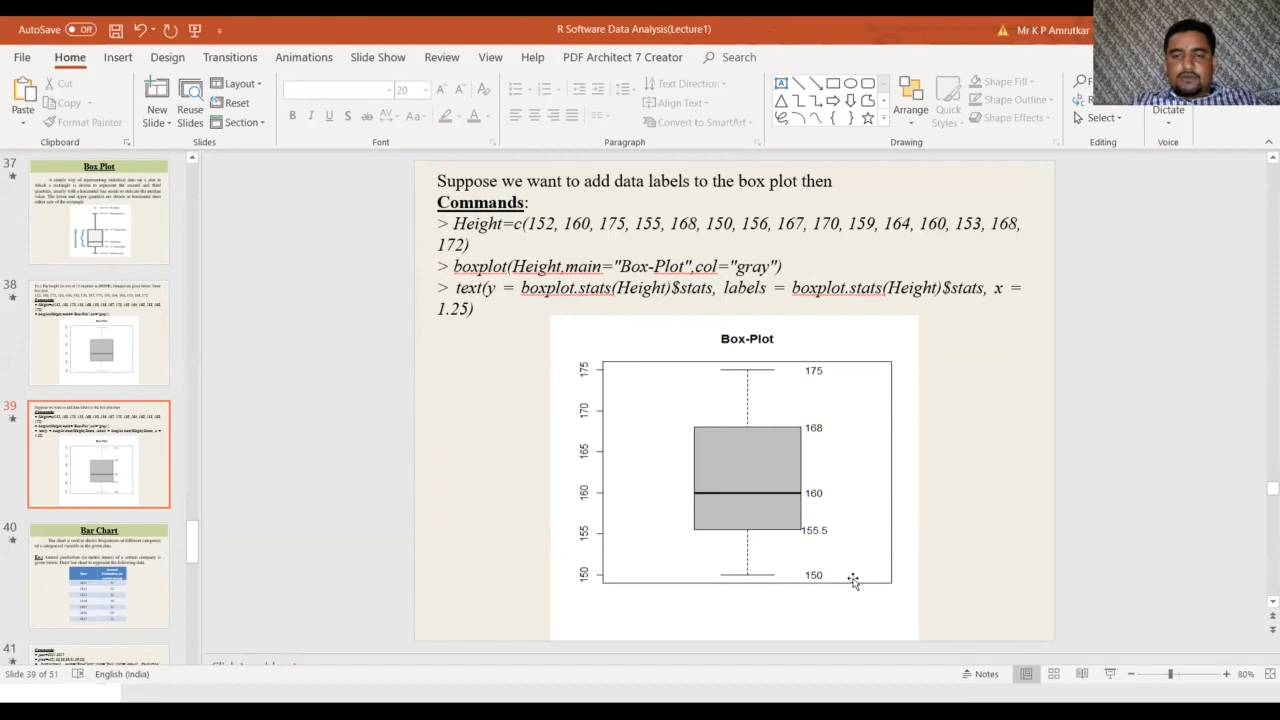 AutoSave Off
R Software Data Analysis(Lecture1)
Mr K P Amrutkar
File Home Insert Design Transitions Animations Slide Show Review View Help PDF Architect 7 Creator Search
Paste
Cut
Copy
Format Painter
Clipboard
New Slide
Reuse Slides
Layout
Reset
Section
Slides
20
Font
Text Direction
Align Text
Convert to SmartArt
Paragraph
Arrange
Quick Styles
Shape Fill
Shape Outline
Shape Effects
Drawing
Select
Editing
Dictate
Voice
37
Box Plot
38
39
40
Bar Chart
41
Suppose we want to add data labels to the box plot then
Commands:
> Height=c(152, 160, 175, 155, 168, 150, 156, 167, 170, 159, 164, 160, 153, 168,
172)
> boxplot(Height,main="Box-Plot",col="gray")
> text(y = boxplot.stats(Height)$stats, labels = boxplot.stats(Height)$stats, x =
1.25)
Box-Plot
175
170
165
160
155
150
175
168
160
155.5
150
Slide 39 of 51
English (India)
Notes
80%